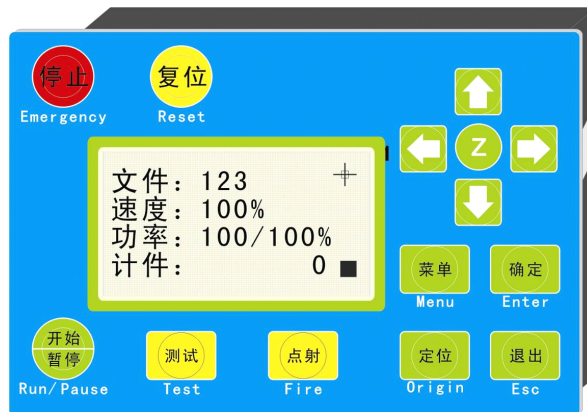 停止
Emergency
复位
Reset
Z
文件：123
速度：100%
功率：100/100%
计件： 0
菜单
Menu
确定
Enter
开始
暂停
Run/Pause
测试
Test
点射
Fire
定位
Origin
退出
Esc